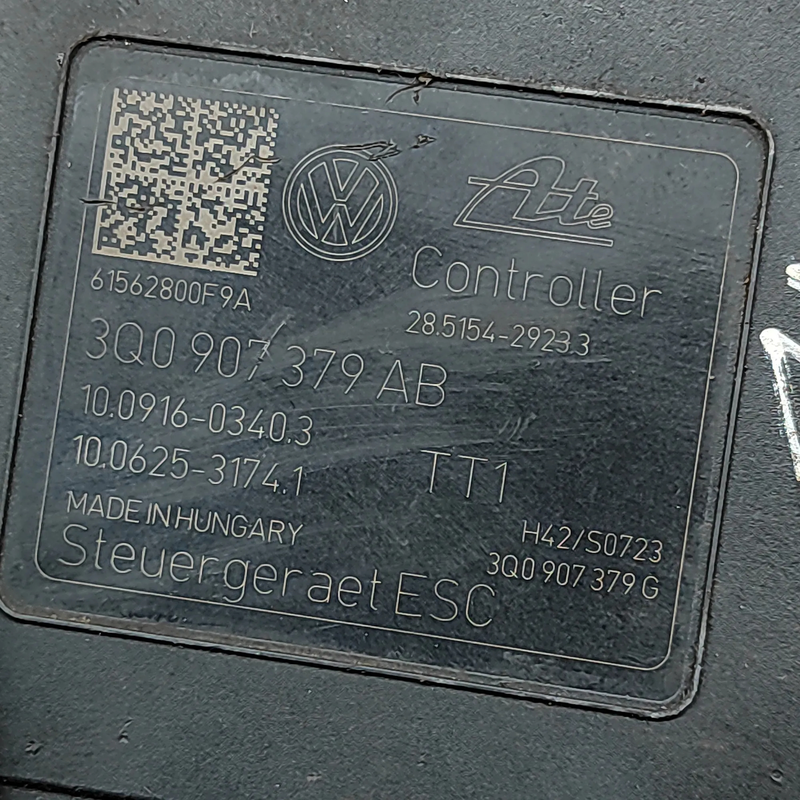 Ate
Controller
61562800F9A
28.5154-2923.3
3Q0 907 379 AB
10.0916-0340.3
10.0625-3174.1
TT1
MADE IN HUNGARY
H42/S0723
Steuergeraet ESC
3Q0 907 379 G